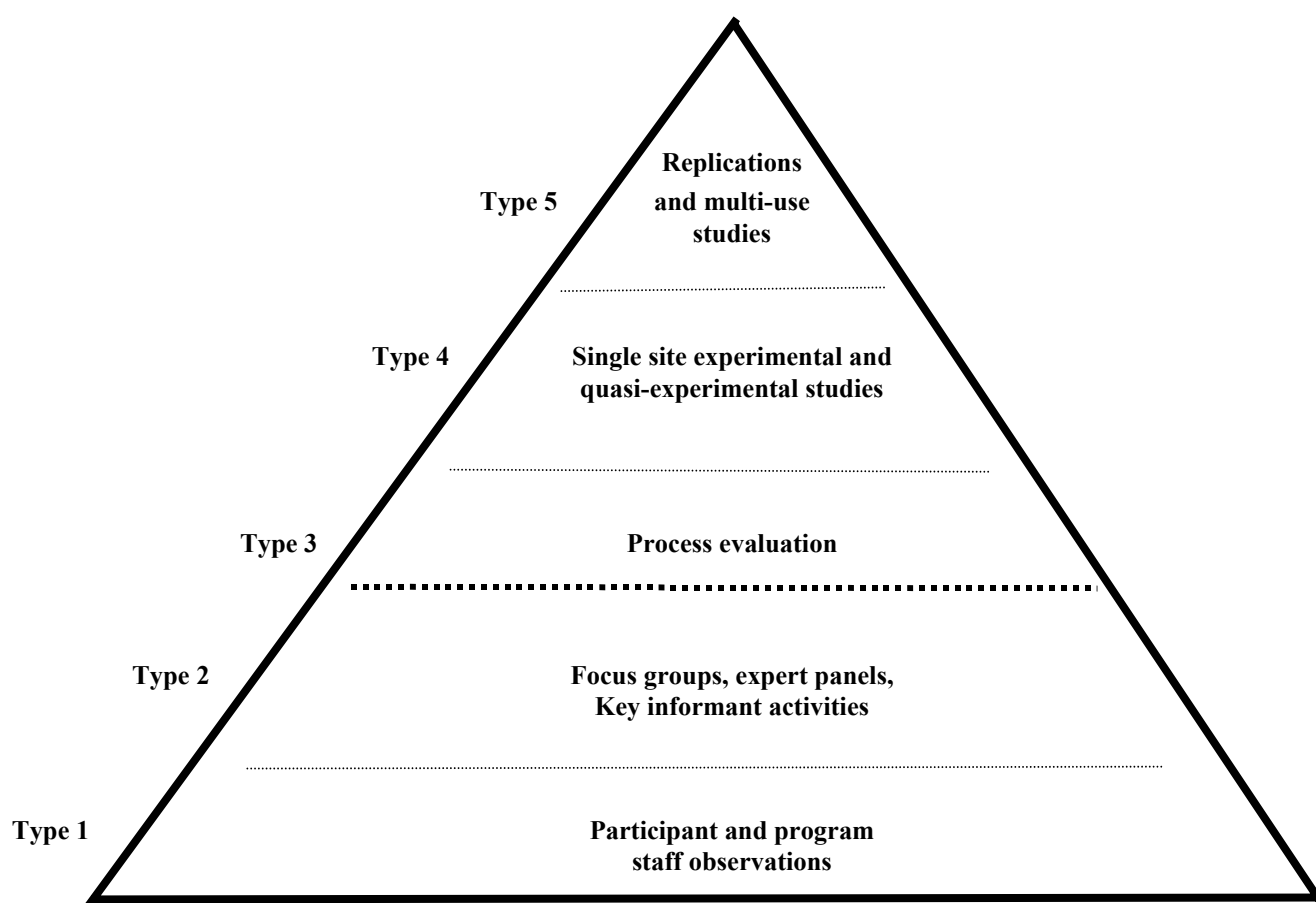 Type 5
Replications
and multi-use
studies
Type 4
Single site experimental and
quasi-experimental studies
Type 3
Process evaluation
Type 2
Focus groups, expert panels,
Key informant activities
Type 1
Participant and program
staff observations